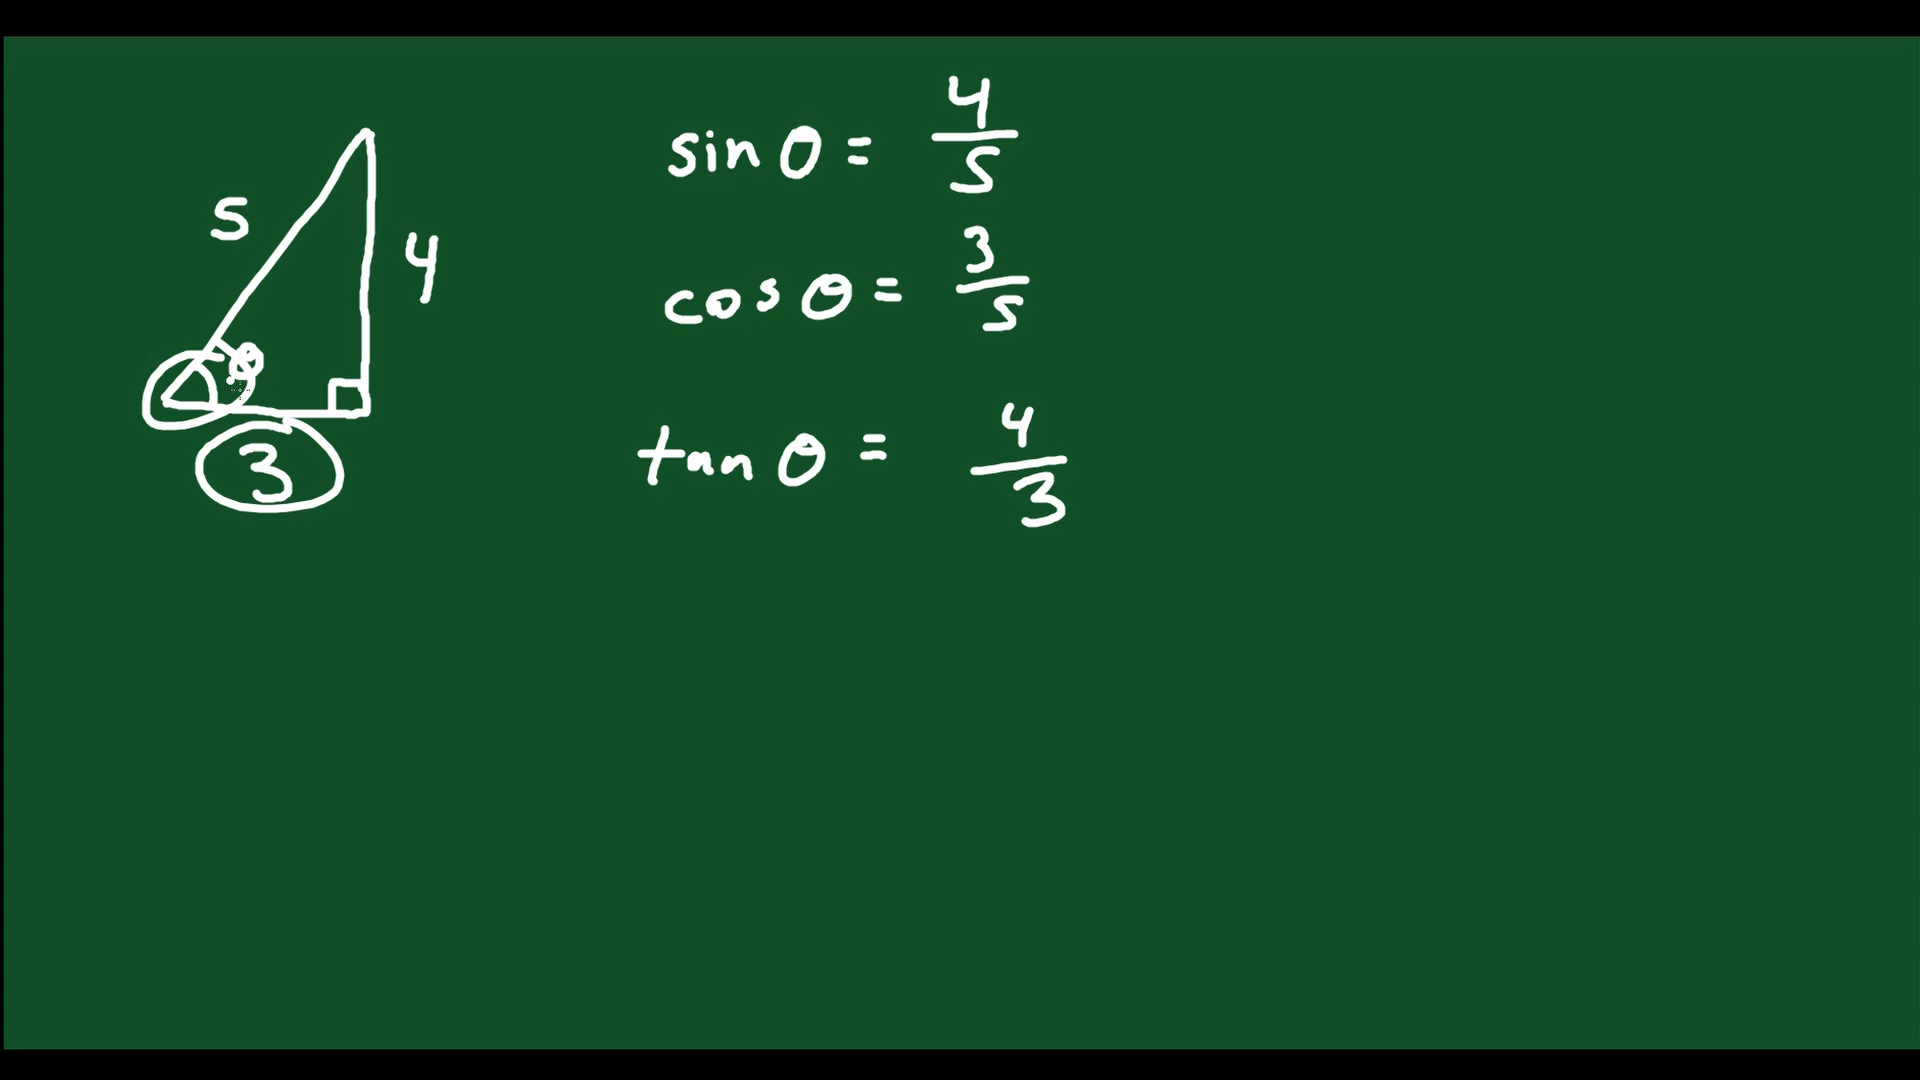 5
4
θ
3
sin θ = 4/5
cos θ = 3/5
tan θ = 4/3